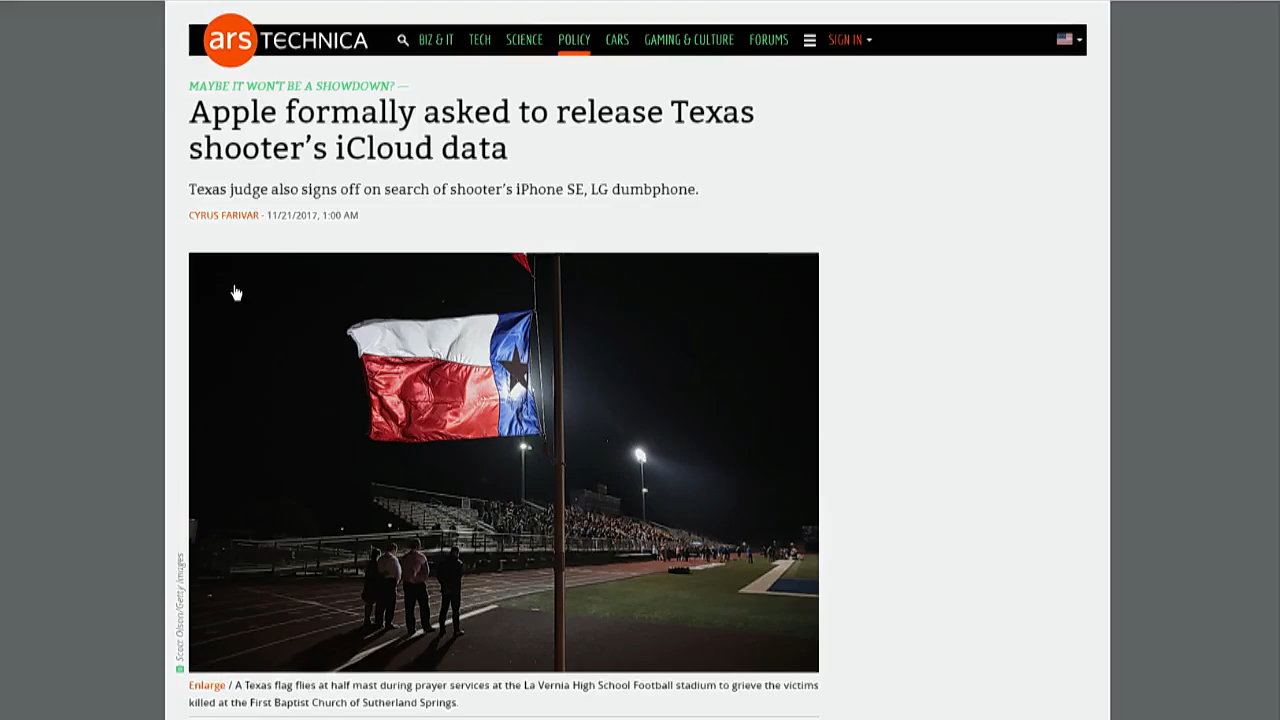 ars TECHNICA BIZ & IT TECH SCIENCE POLICY CARS GAMING & CULTURE FORUMS SIGN IN
MAYBE IT WON'T BE A SHOWDOWN? —
Apple formally asked to release Texas
shooter's iCloud data
Texas judge also signs off on search of shooter's iPhone SE, LG dumbphone.
CYRUS FARIVAR - 11/21/2017, 1:00 AM
Scott Olson/Getty Images
Enlarge / A Texas flag flies at half mast during prayer services at the La Vernia High School Football stadium to grieve the victims
killed at the First Baptist Church of Sutherland Springs.